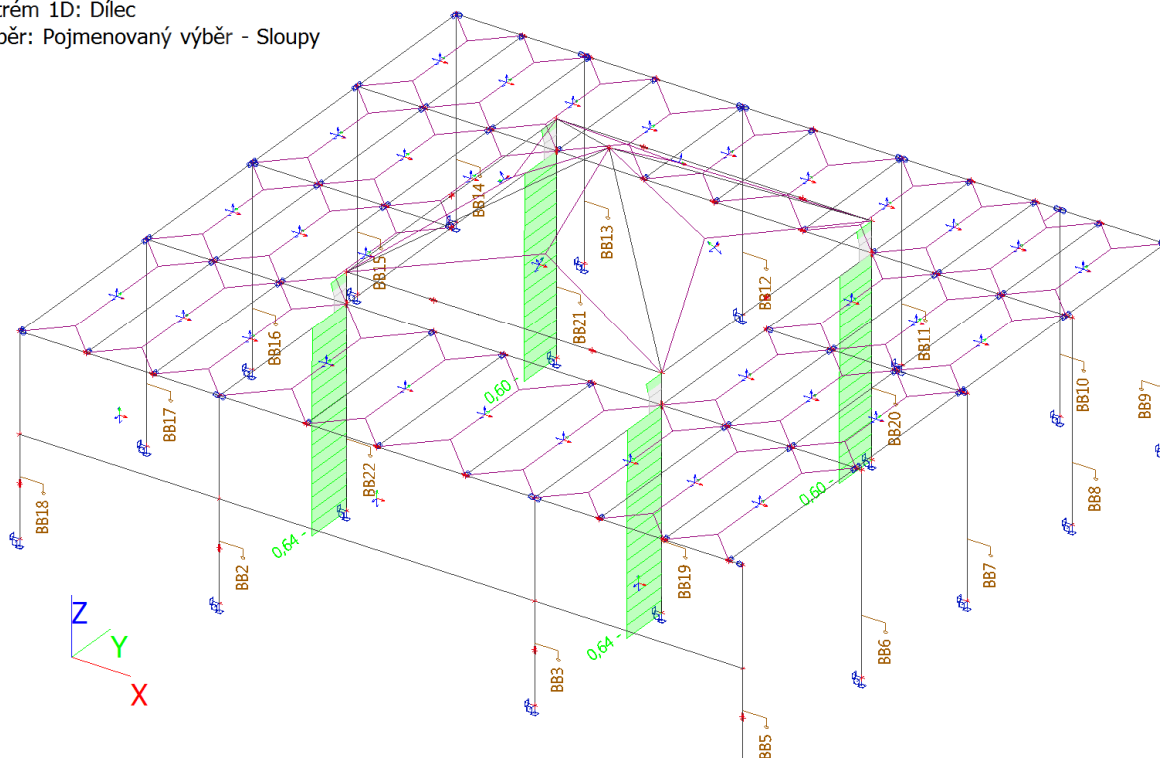 trém 1D: Dílec
běr: Pojmenovaný výběr - Sloupy
BB14
BB13
BB15
BB12
BB21
BB16
BB11
0,60
BB10
BB9
BB17
BB20
BB22
BB18
0,60
BB8
0,64
BB2
BB19
BB7
Z
Y
X
0,64
BB3
BB6
BB5